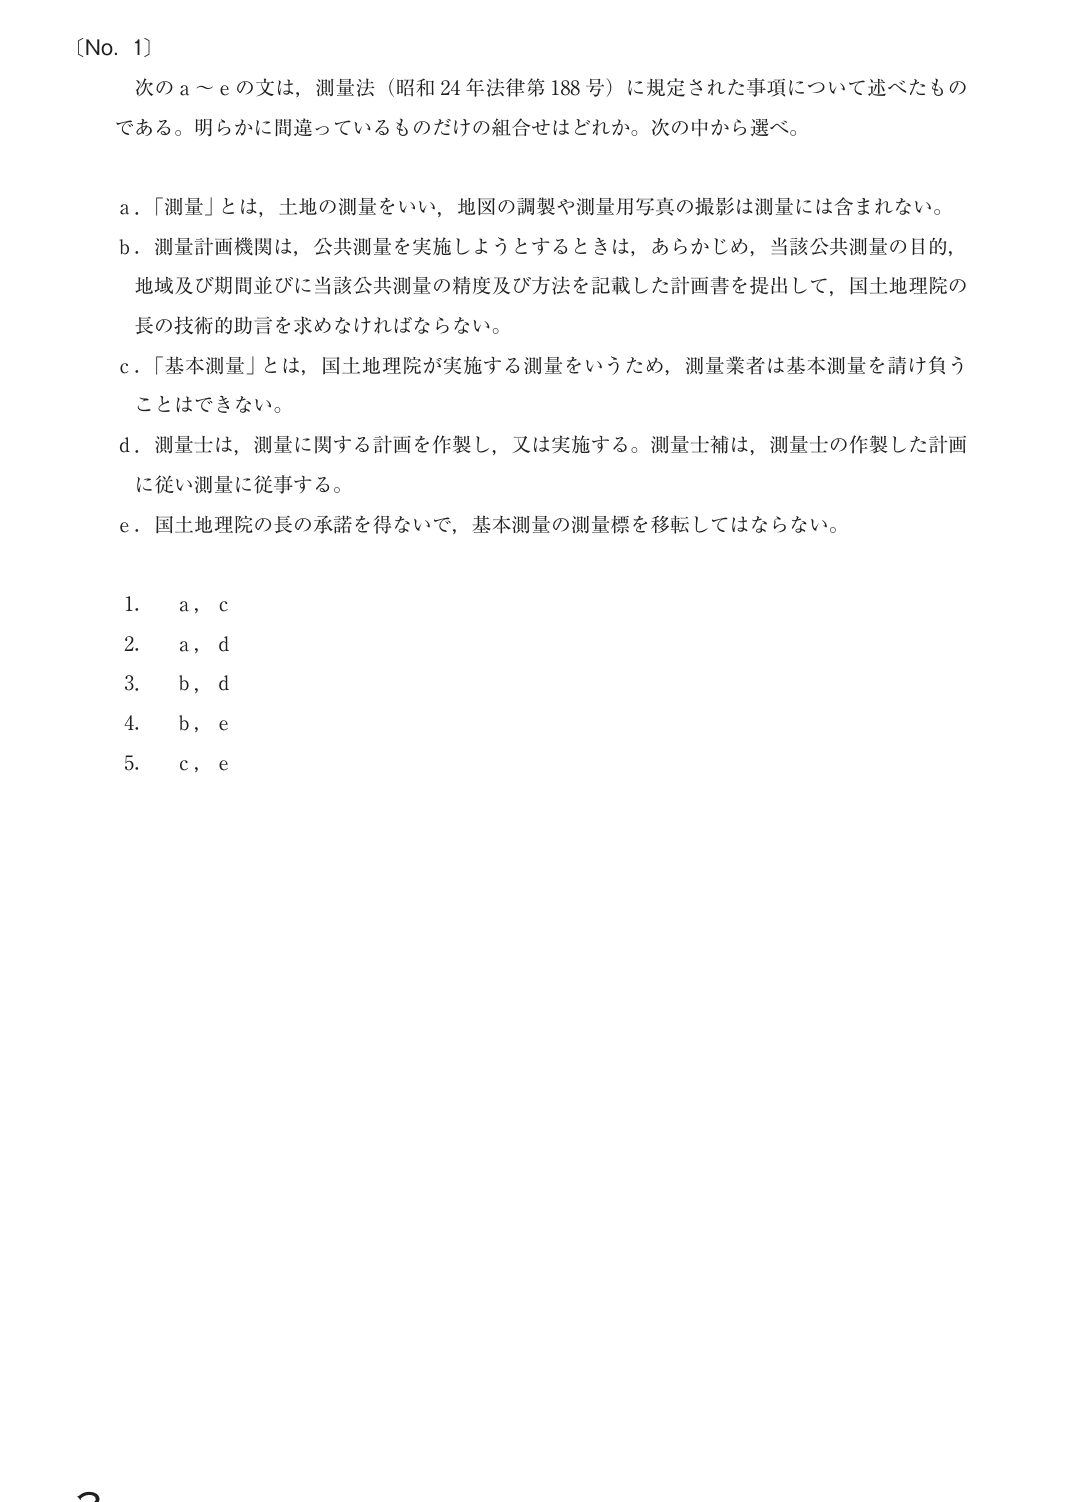 〔No. 1〕
次の a ～ e の文は，測量法（昭和 24 年法律第 188 号）に規定された事項について述べたもの
である。明らかに間違っているものだけの組合せはどれか。次の中から選べ。
a．「測量」とは，土地の測量をいい，地図の調製や測量用写真の撮影は測量には含まれない。
b．測量計画機関は，公共測量を実施しようとするときは，あらかじめ，当該公共測量の目的，
地域及び期間並びに当該公共測量の精度及び方法を記載した計画書を提出して，国土地理院の
長の技術的助言を求めなければならない。
c．「基本測量」とは，国土地理院が実施する測量をいうため，測量業者は基本測量を請け負う
ことはできない。
d．測量士は，測量に関する計画を作製し，又は実施する。測量士補は，測量士の作製した計画
に従い測量に従事する。
e．国土地理院の長の承諾を得ないで，基本測量の測量標を移転してはならない。
1. a， c
2. a， d
3. b， d
4. b， e
5. c， e